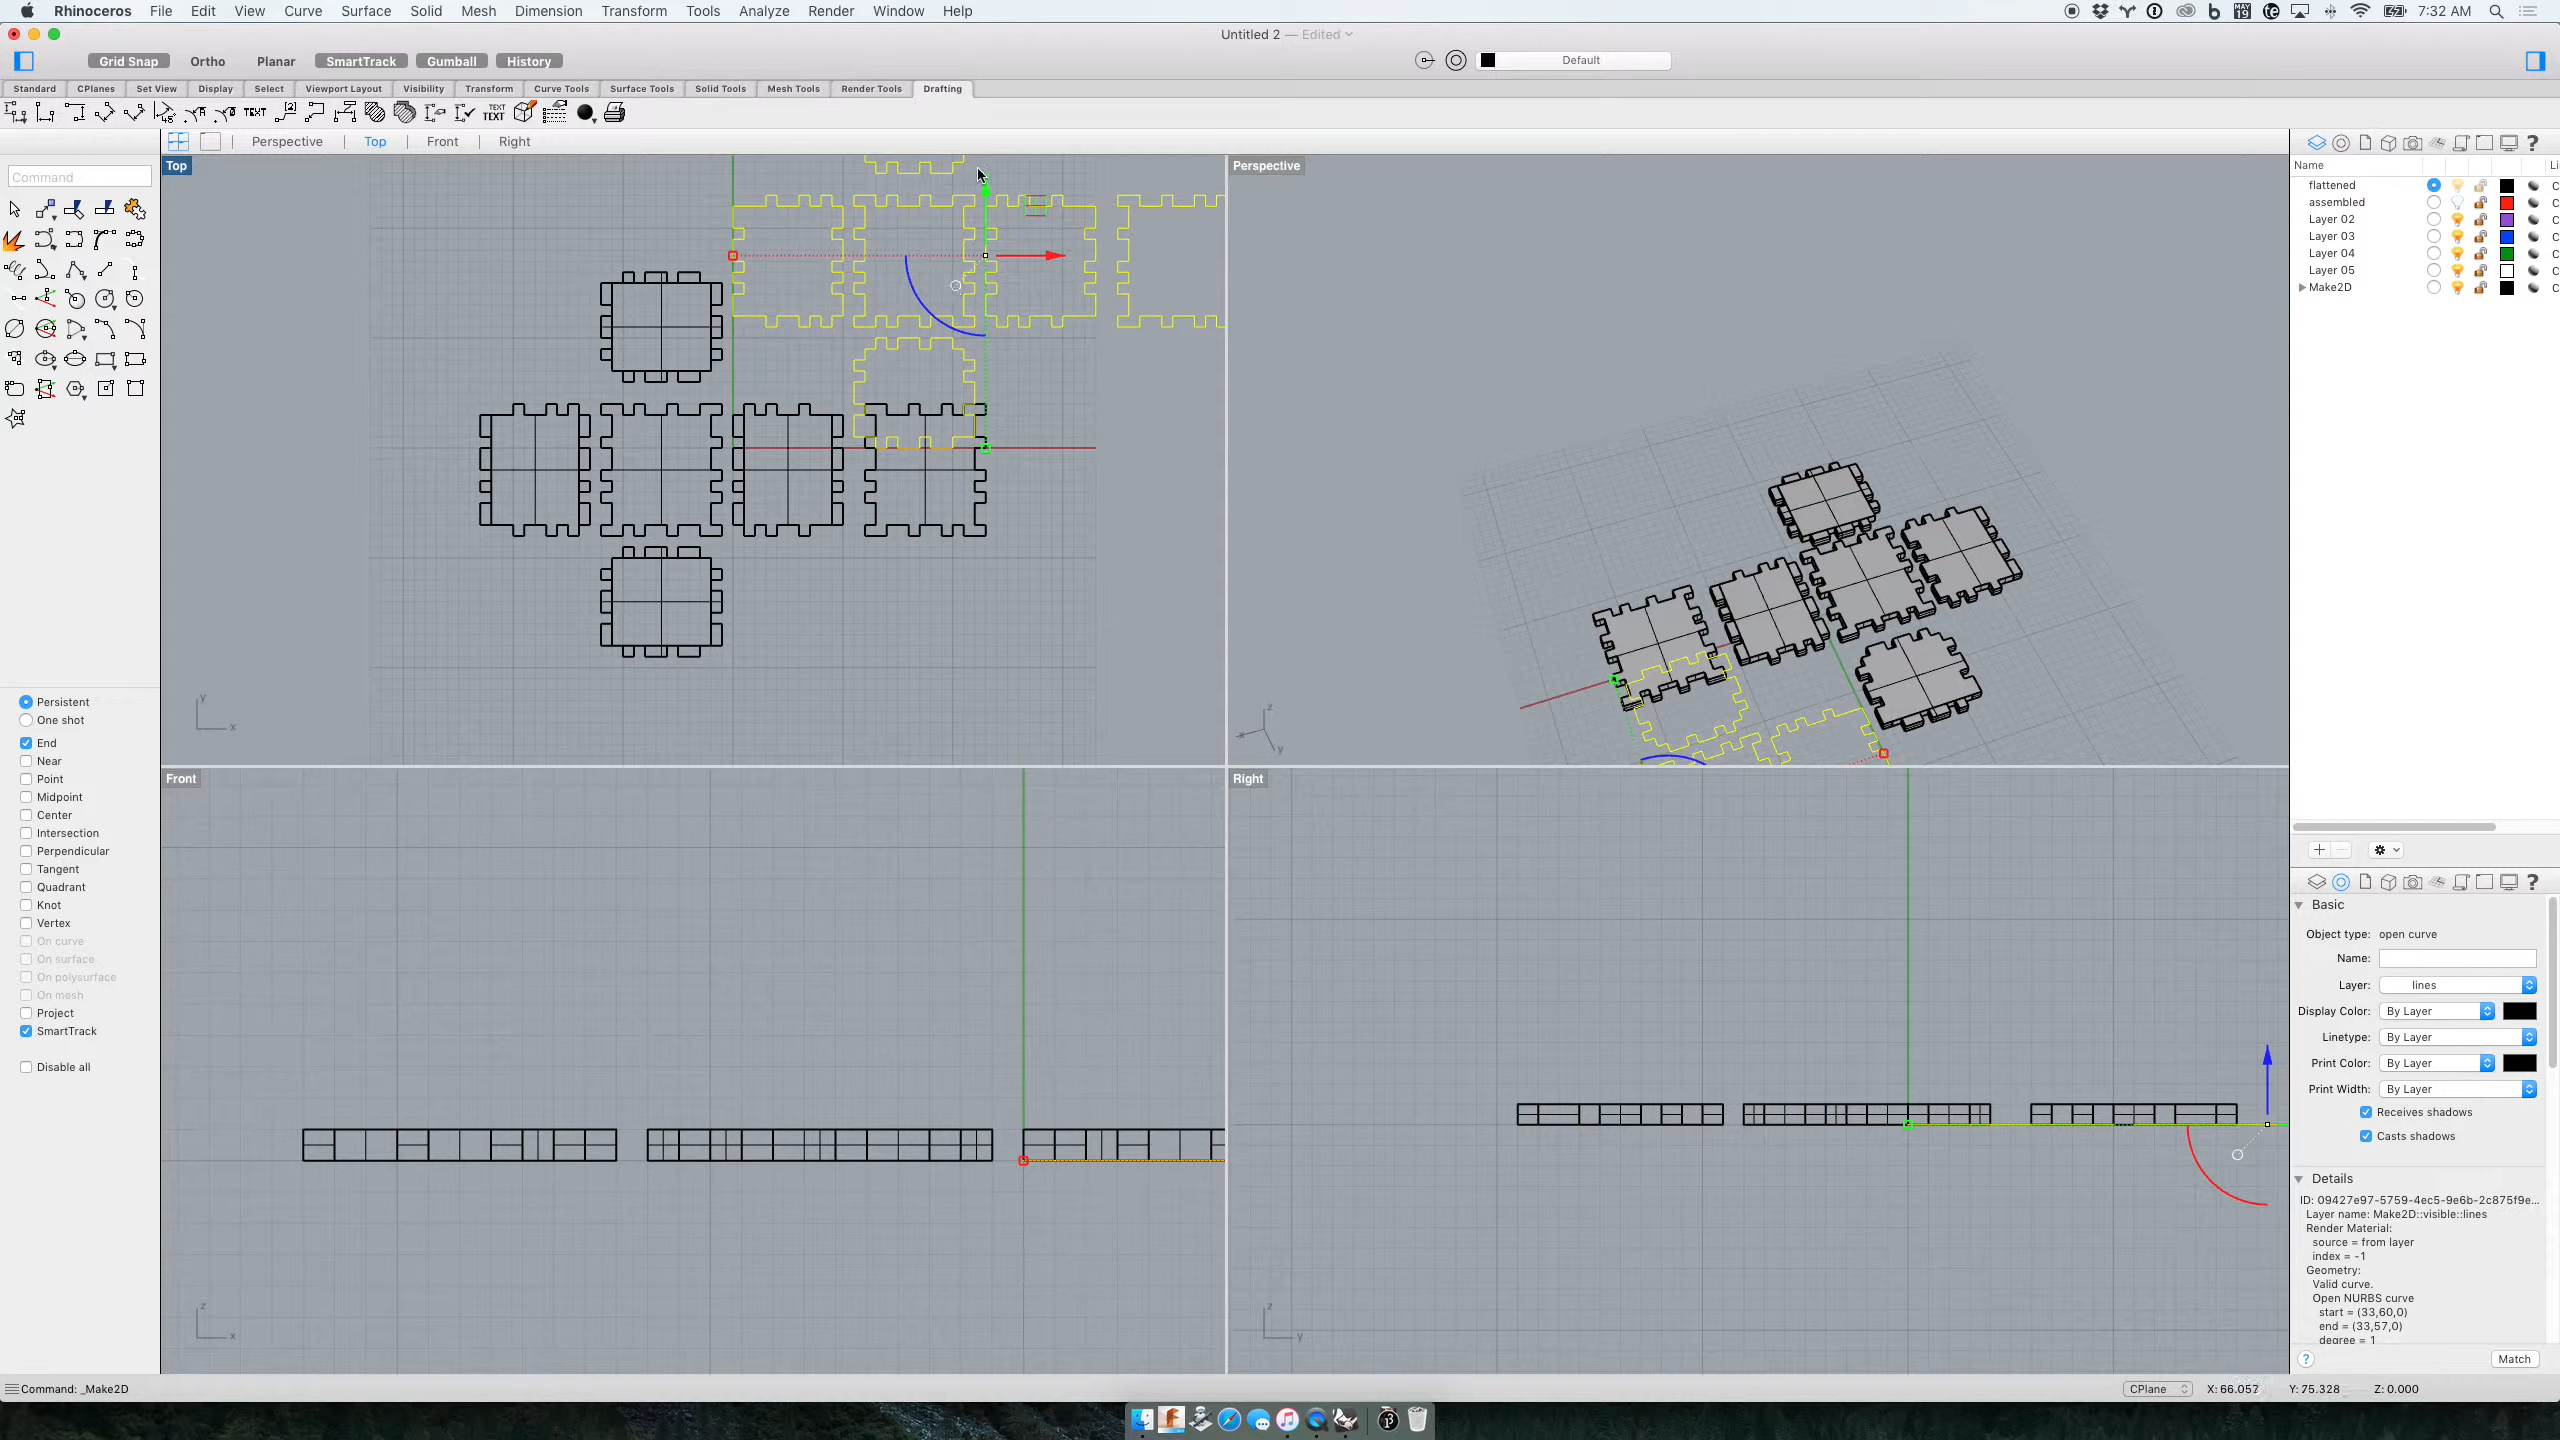 Rhinoceros File Edit View Curve Surface Solid Mesh Dimension Transform Tools Analyze Render Window Help
7:32 AM
Untitled 2 — Edited
Grid Snap Ortho Planar SmartTrack Gumball History
Default
Standard CPlanes Set View Display Select Viewport Layout Visibility Transform Curve Tools Surface Tools Solid Tools Mesh Tools Render Tools Drafting
TEXT
TEXT
TEXT
Perspective Top Front Right
Command
Top
Perspective
Front
Right
y
x
z
x
y
z
x
z
y
Persistent
One shot
End
Near
Point
Midpoint
Center
Intersection
Perpendicular
Tangent
Quadrant
Knot
Vertex
On curve
On surface
On polysurface
On mesh
Project
SmartTrack
Disable all
Name
flattened
assembled
Layer 02
Layer 03
Layer 04
Layer 05
Make2D
Basic
Object type: open curve
Name:
Layer: lines
Display Color: By Layer
Linetype: By Layer
Print Color: By Layer
Print Width: By Layer
Receives shadows
Casts shadows
Details
ID: 09427e97-5759-4ec5-9e6b-2c875f9e...
Layer name: Make2D::visible::lines
Render Material:
source = from layer
index = -1
Geometry:
Valid curve.
Open NURBS curve
start = (33,60,0)
end = (33,57,0)
degree = 1
Match
Command: _Make2D
CPlane X: 66.057 Y: 75.328 Z: 0.000